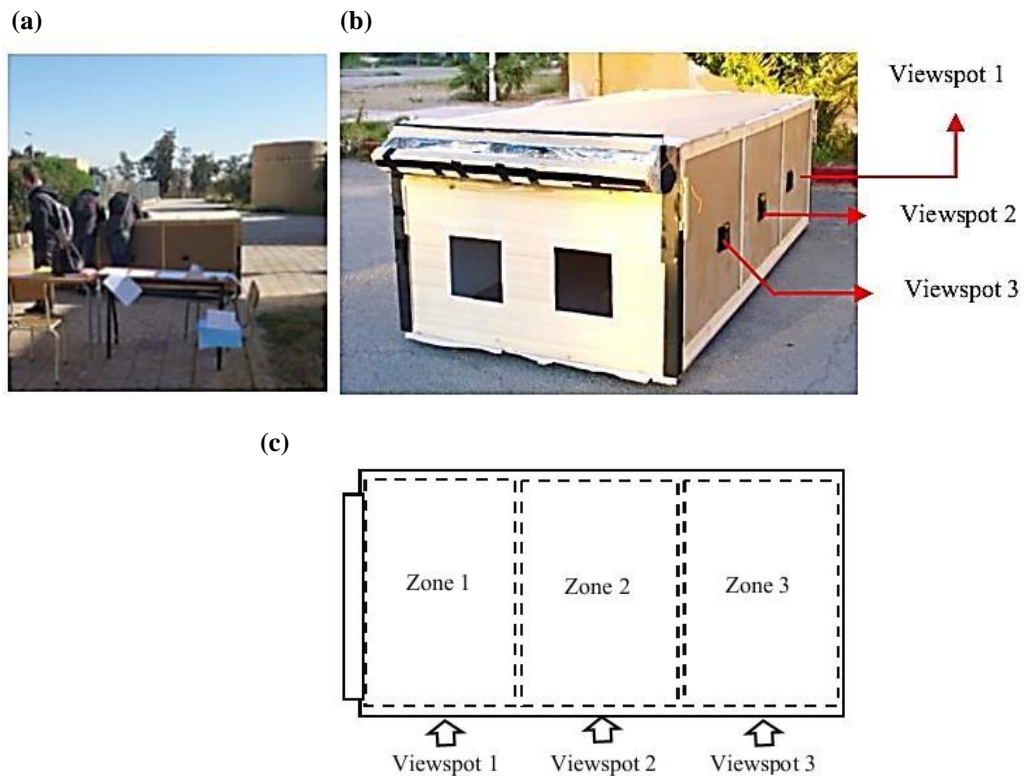 (a)
(b)
Viewspot 1
Viewspot 2
Viewspot 3
(c)
Zone 1
Zone 2
Zone 3
Viewspot 1
Viewspot 2
Viewspot 3